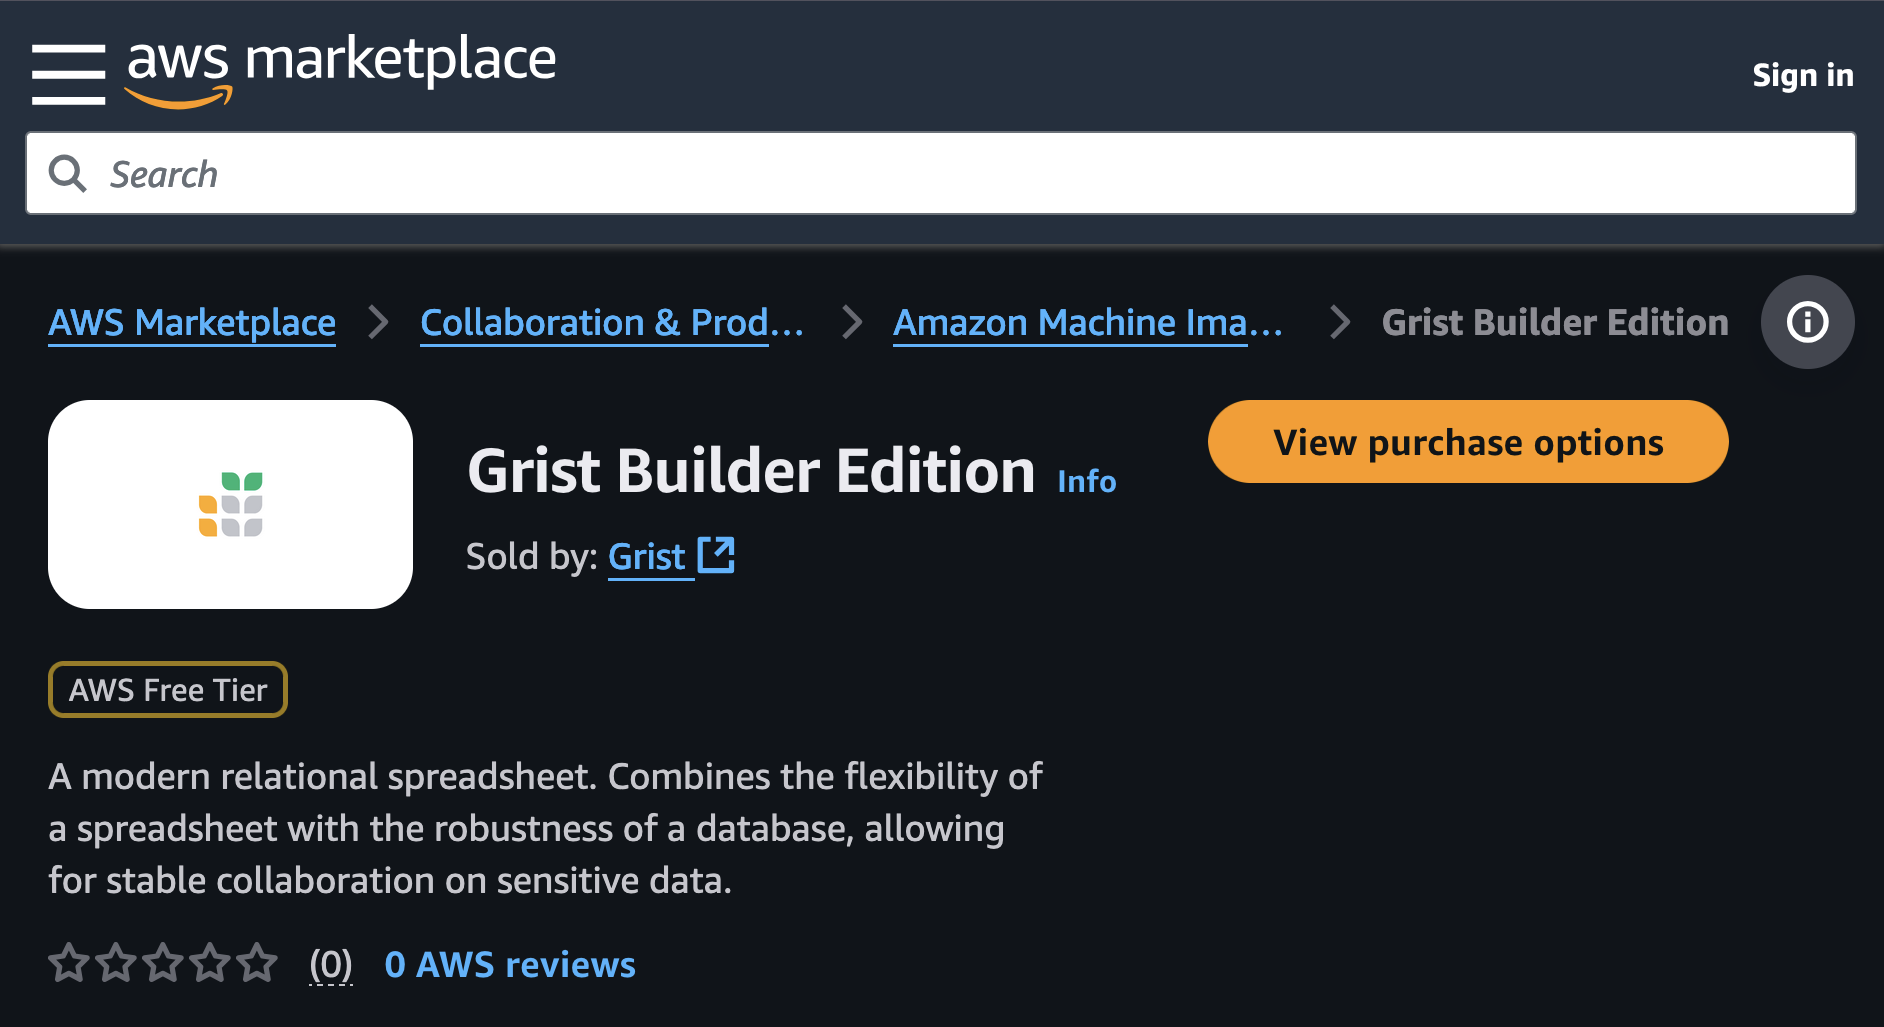 aws marketplace
Sign in
Search
AWS Marketplace
Collaboration & Prod...
Amazon Machine Ima...
Grist Builder Edition
View purchase options
Grist Builder Edition Info
Sold by: Grist
AWS Free Tier
A modern relational spreadsheet. Combines the flexibility of
a spreadsheet with the robustness of a database, allowing
for stable collaboration on sensitive data.
(0) 0 AWS reviews